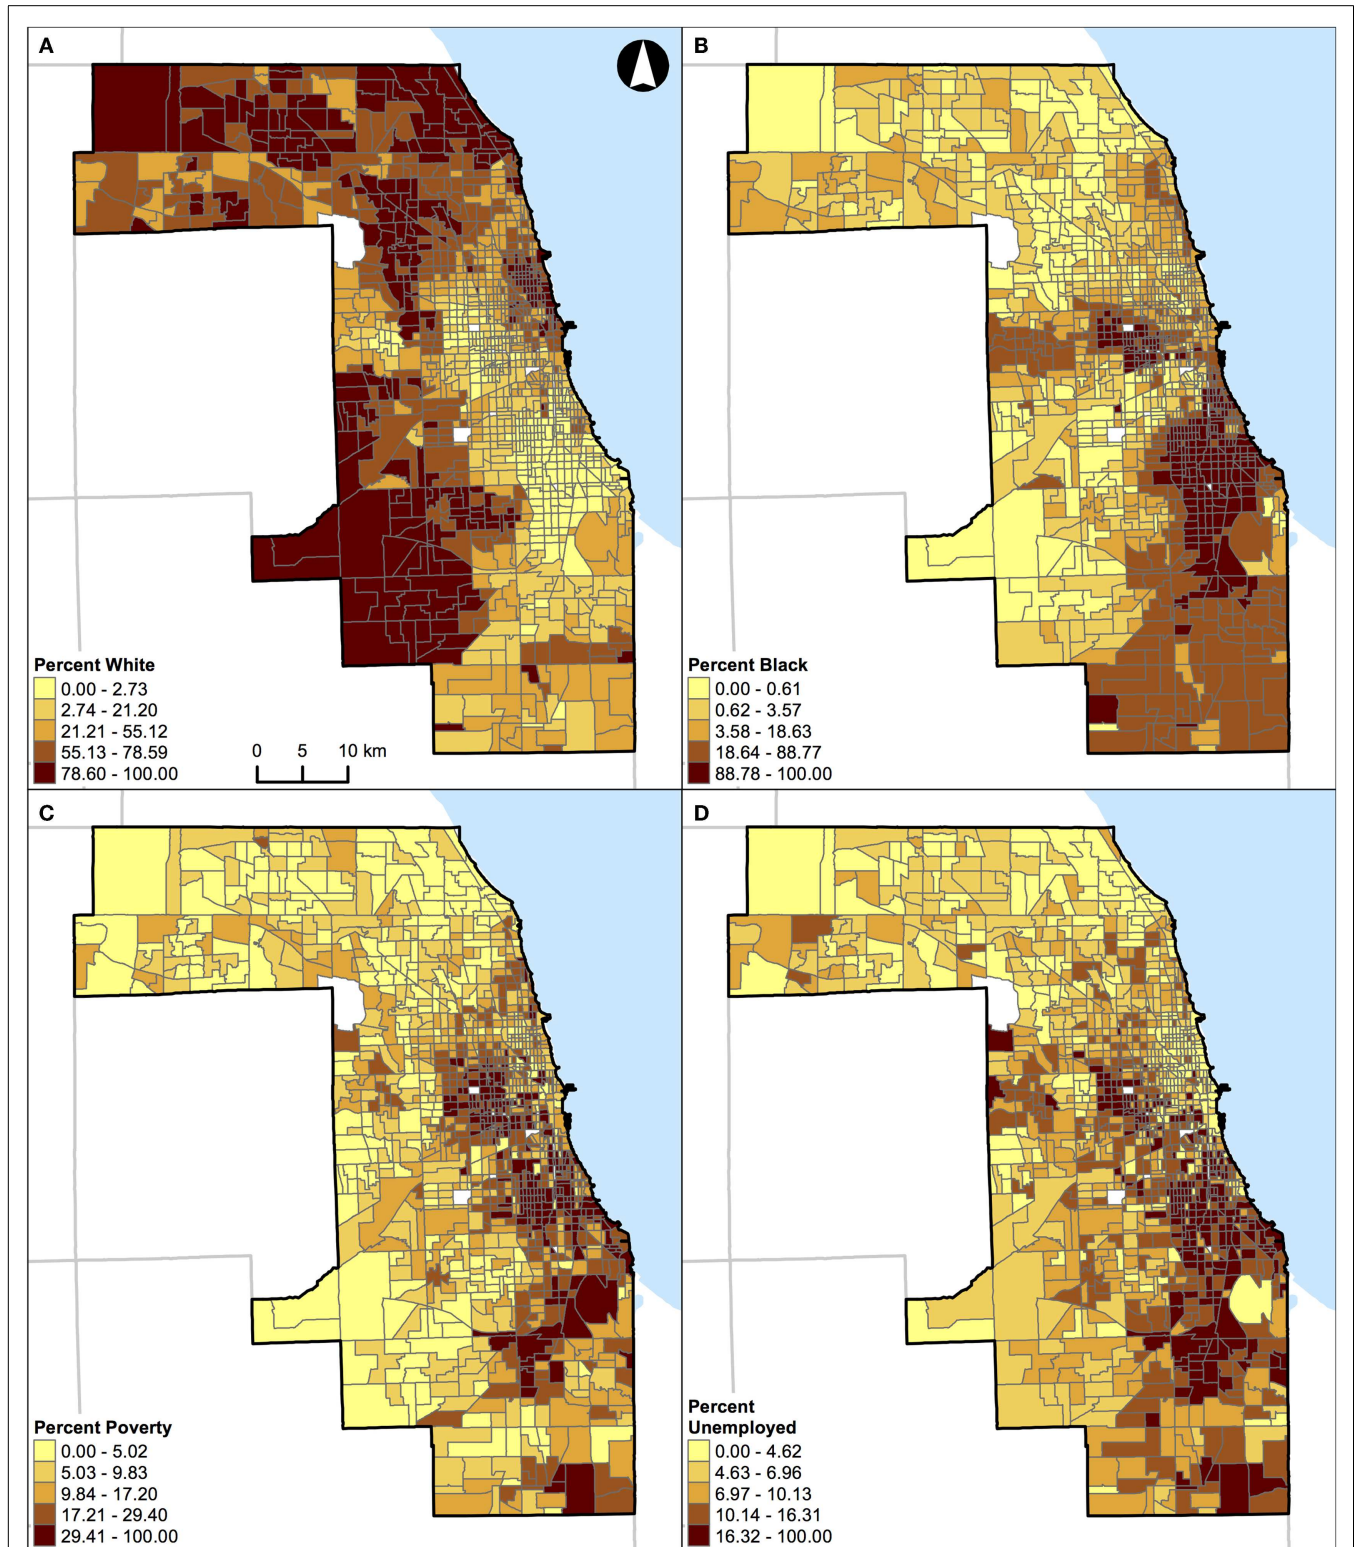 A
B
Percent White
0.00 - 2.73
2.74 - 21.20
21.21 - 55.12
55.13 - 78.59
78.60 - 100.00
0 5 10 km
Percent Black
0.00 - 0.61
0.62 - 3.57
3.58 - 18.63
18.64 - 88.77
88.78 - 100.00
C
D
Percent Poverty
0.00 - 5.02
5.03 - 9.83
9.84 - 17.20
17.21 - 29.40
29.41 - 100.00
Percent
Unemployed
0.00 - 4.62
4.63 - 6.96
6.97 - 10.13
10.14 - 16.31
16.32 - 100.00